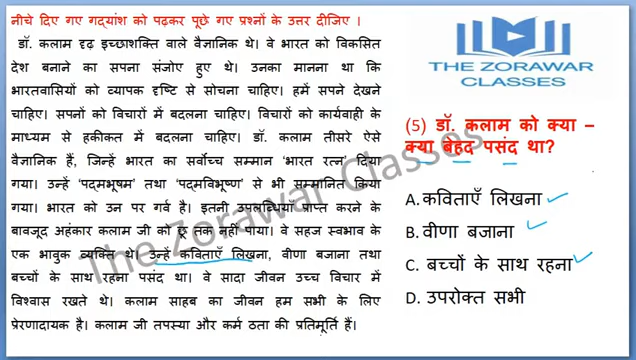 नीचे दिए गए गद्यांश को पढ़कर पूछे गए प्रश्नों के उत्तर दीजिए ।
डॉ. कलाम दृढ़ इच्छाशक्ति वाले वैज्ञानिक थे। वे भारत को विकसित
देश बनाने का सपना संजोए हुए थे। उनका मानना था कि
भारतवासियों को व्यापक दृष्टि से सोचना चाहिए। हमें सपने देखने
चाहिए। सपनों को विचारों में बदलना चाहिए। विचारों को कार्यवाही के
माध्यम से हकीकत में बदलना चाहिए। डॉ. कलाम तीसरे ऐसे
वैज्ञानिक हैं, जिन्हें भारत का सर्वोच्च सम्मान 'भारत रत्न' दिया
गया। उन्हें 'पद्मभूषम' तथा 'पद्मविभूष्ण' से भी सम्मानित किया
गया। भारत को उन पर गर्व है। इतनी उपलब्धियाँ प्राप्त करने के
बावजूद अहंकार कलाम जी को छू तक नहीं पाया। वे सहज स्वभाव के
एक भावुक व्यक्ति थे। उन्हें कविताएँ लिखना, वीणा बजाना तथा
बच्चों के साथ रहना पसंद था। वे सादा जीवन उच्च विचार में
विश्वास रखते थे। कलाम साहब का जीवन हम सभी के लिए
प्रेरणादायक है। कलाम जी तपस्या और कर्म ठता की प्रतिमूर्ति हैं।
THE ZORAWAR
CLASSES
(5) डॉ. कलाम को क्या –
क्या बेहद पसंद था?
A. कविताएँ लिखना
B. वीणा बजाना
C. बच्चों के साथ रहना
D. उपरोक्त सभी
The Zorawar Classes